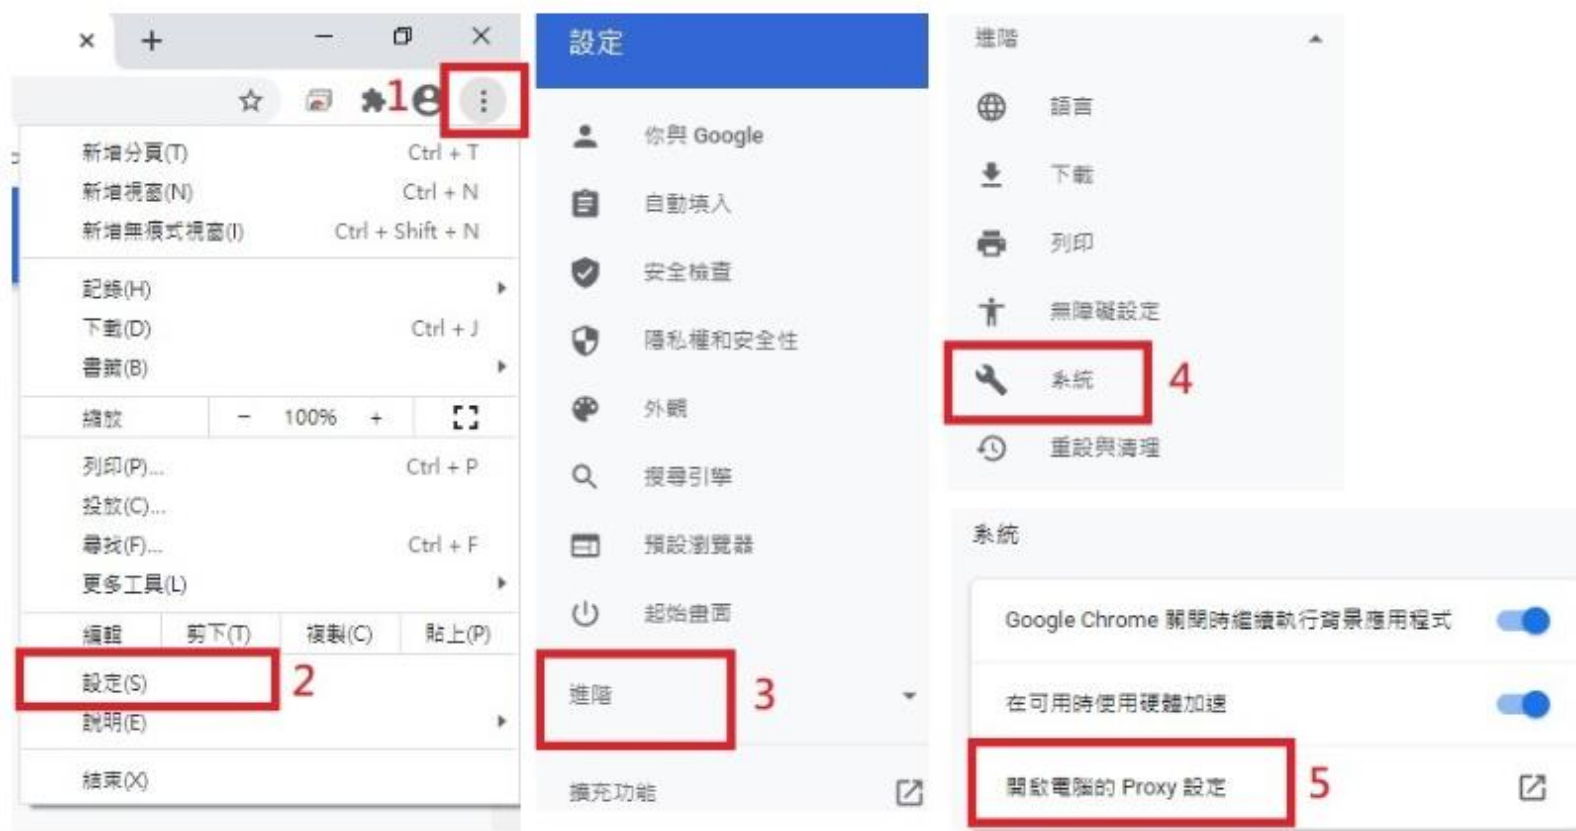 1
新增分頁(T) Ctrl + T
新增視窗(N) Ctrl + N
新增無痕式視窗(I) Ctrl + Shift + N
記錄(H)
下載(D) Ctrl + J
書籤(B)
縮放 − 100% +
列印(P)... Ctrl + P
投放(C)...
尋找(F)... Ctrl + F
更多工具(L)
編輯 剪下(T) 複製(C) 貼上(P)
設定(S) 2
說明(E)
結束(X)
設定
你與 Google
自動填入
安全檢查
隱私權和安全性
外觀
搜尋引擎
預設瀏覽器
起始畫面
進階 3
擴充功能
進階
語言
下載
列印
無障礙設定
系統 4
重設與清理
系統
Google Chrome 關閉時繼續執行背景應用程式
在可用時使用硬體加速
開啟電腦的 Proxy 設定 5